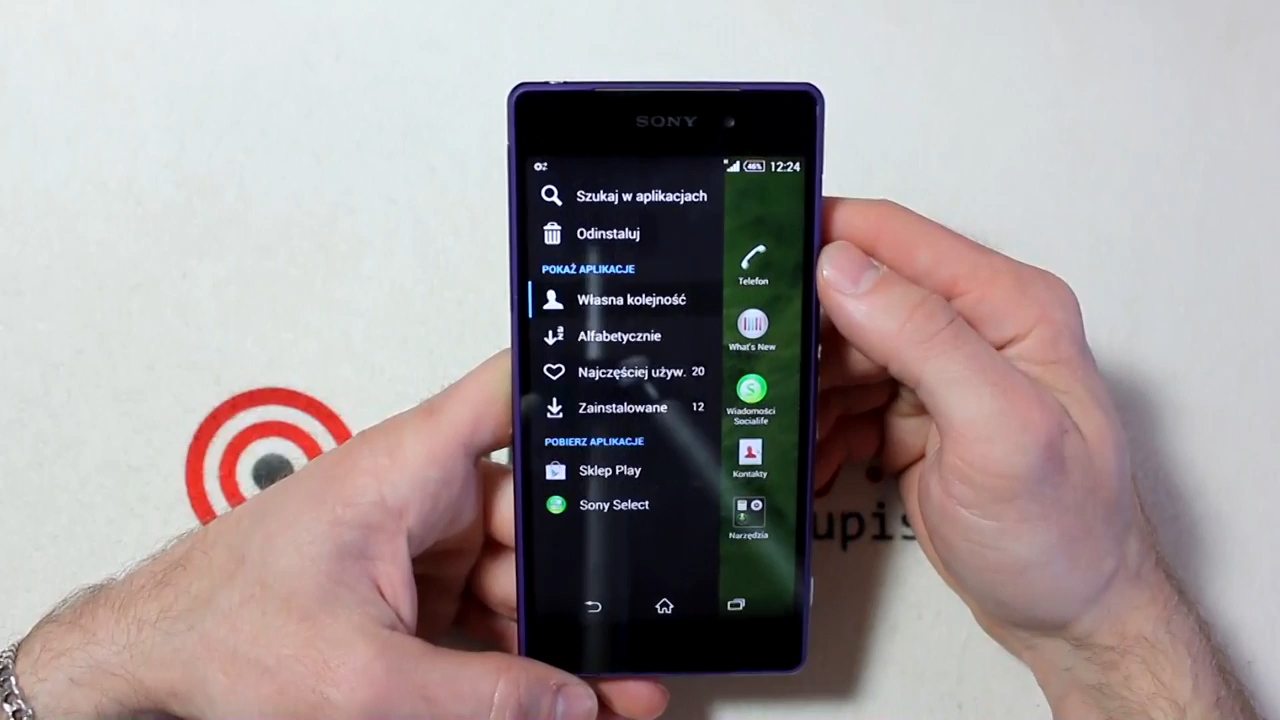 SONY
46% 12:24
Szukaj w aplikacjach
Odinstaluj
POKAŻ APLIKACJE
Własna kolejność
Alfabetycznie
Najczęściej używ. 20
Zainstalowane 12
POBIERZ APLIKACJE
Sklep Play
Sony Select
Telefon
What's New
Wiadomości
Socialife
Kontakty
Narzędzia
upis